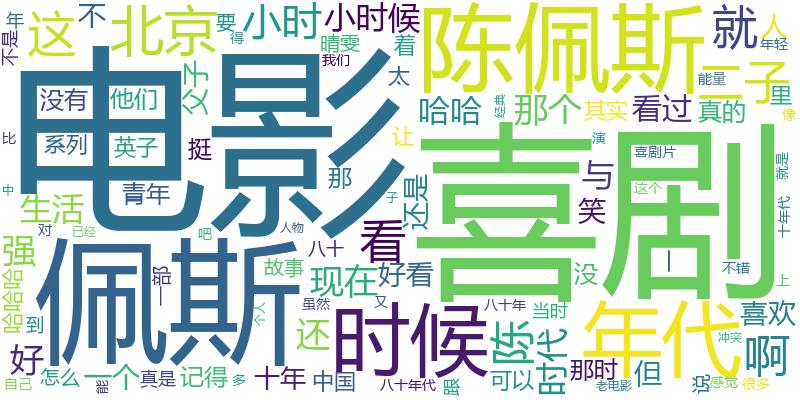 不是
年
这
不
北京
要
得
小时
晴雯
小时候
我们
着
陈佩斯
就
人
年轻
电影
父子
太
哈哈
经典
那个
其实
看过
二子
能量
里
真的
像
没有
他们
比
系列
英子
挺
让
演
喜剧片
就是
中
青年
那
子
还是
喜剧
与
这个
十年代
生活
对
已经
吧
人物
看
笑
强
佩斯
一部
故事
八十
现在
好看
没
一
不错
上
哈哈哈
到
个人
虽然
又
八十年
当时
年代
喜欢
还
时候
陈
时代
冲突
好
啊
自己
怎么
一个
能
真是
记得
多
十年
中国
八十年代
跟
可以
那时
老电影
但
说
感觉
很多